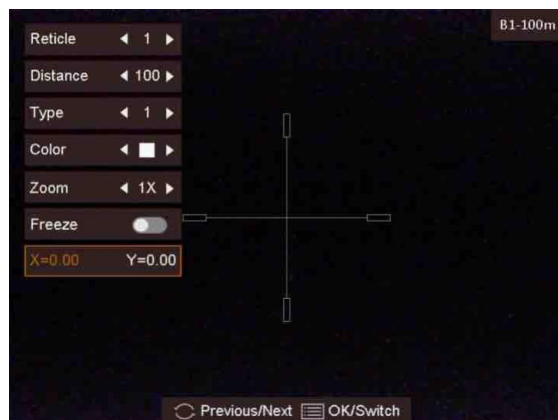 B1-100m
Reticle 1
Distance 100
Type 1
Color
Zoom 1X
Freeze
X=0.00 Y=0.00
Previous/Next OK/Switch